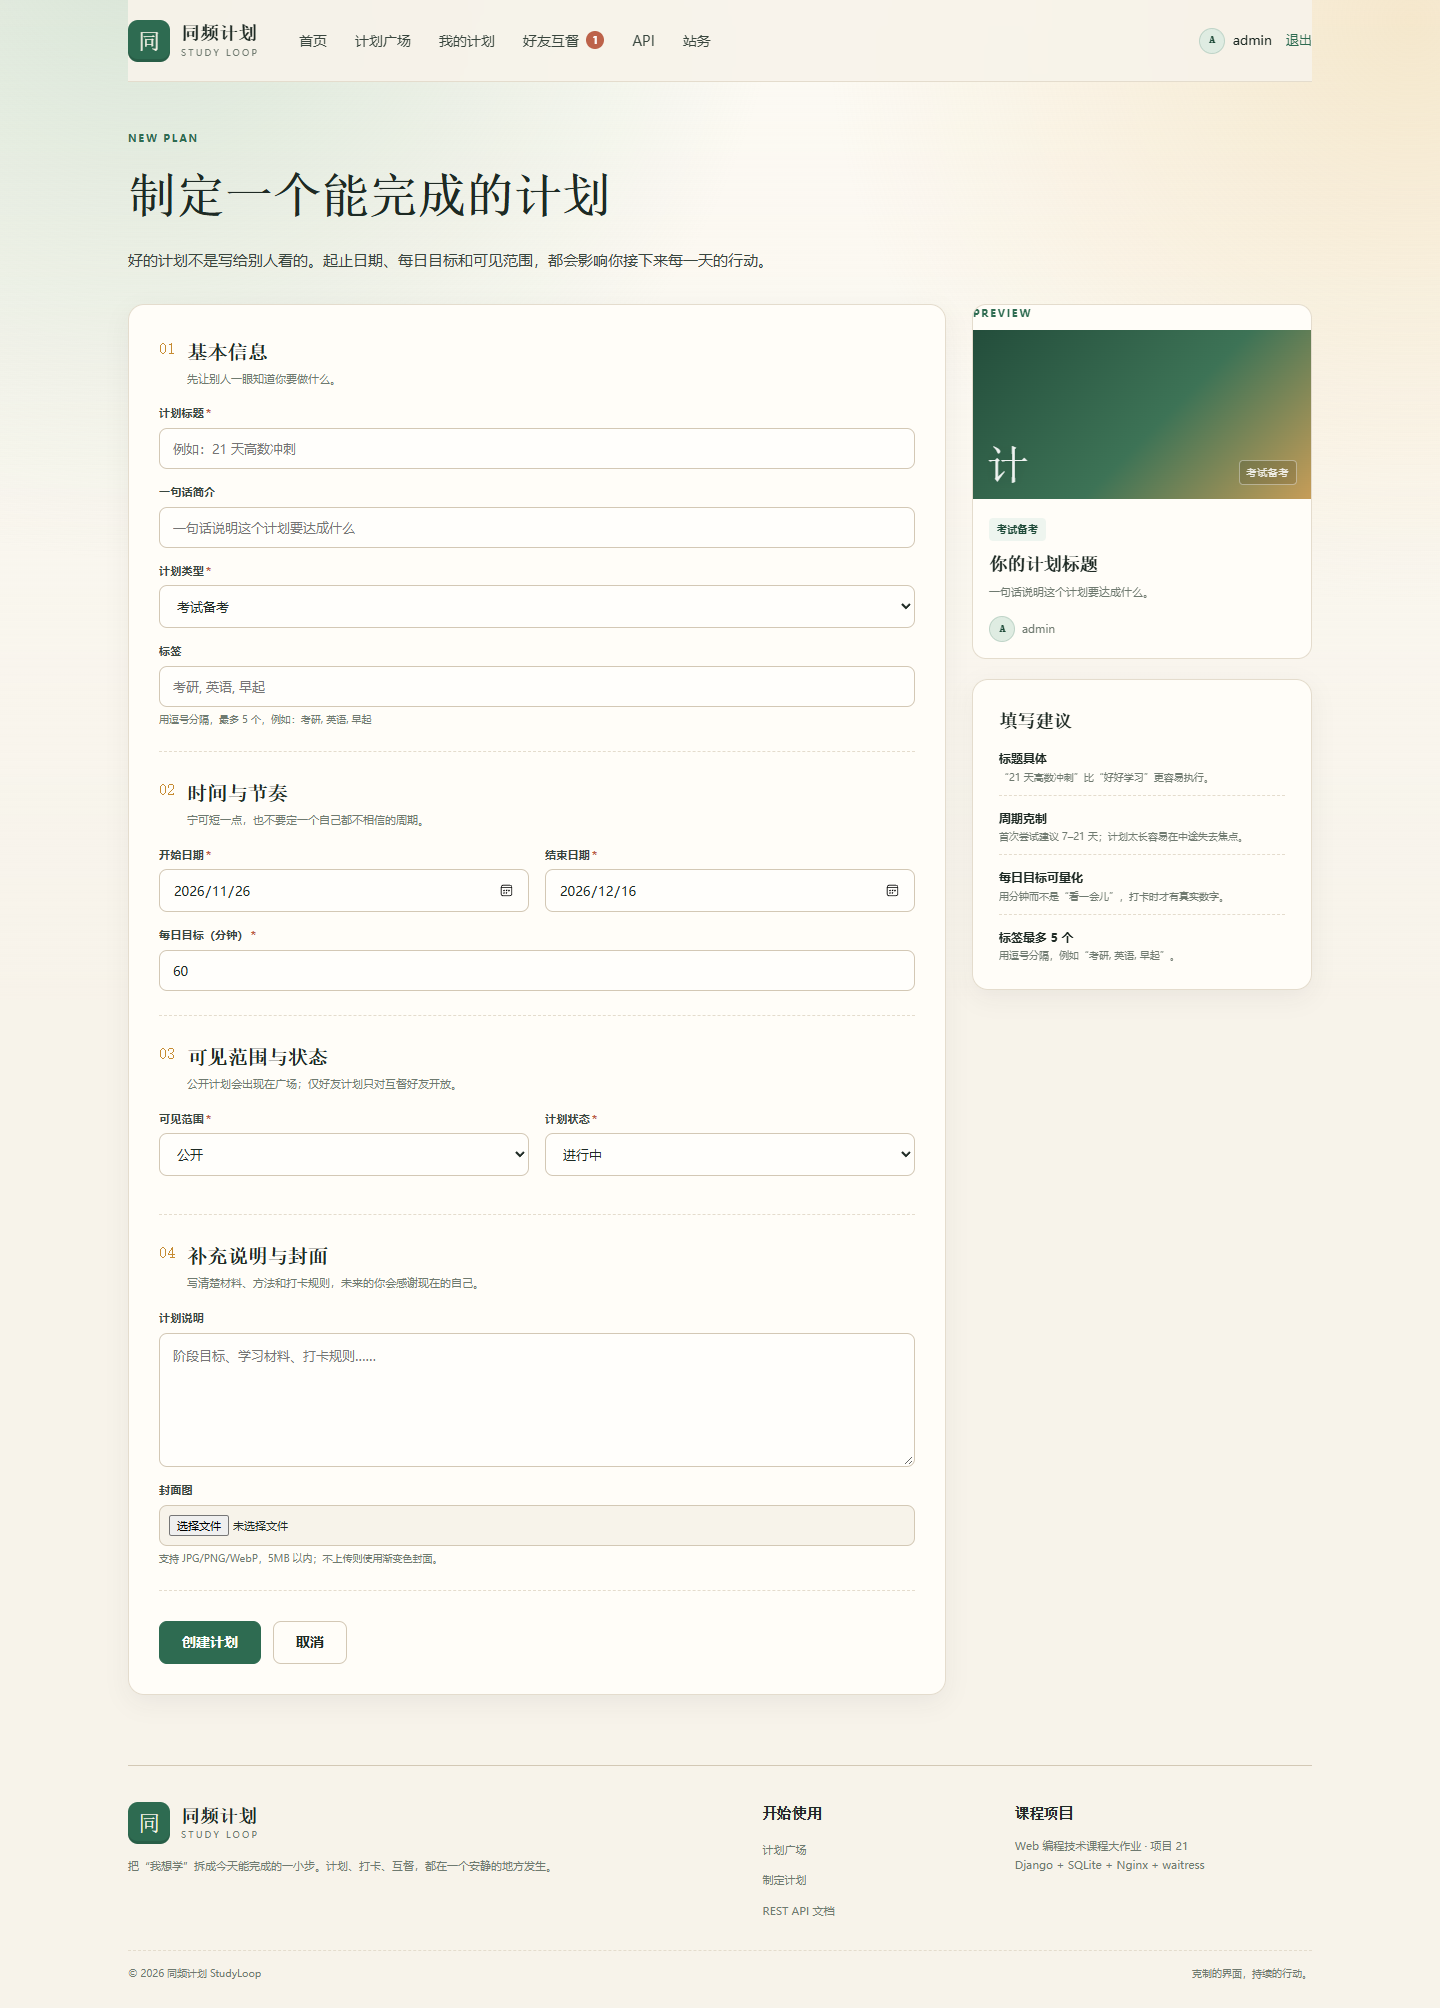 同 同频计划 首页 计划广场 我的计划 好友互督 1 API 站务 A admin 退出
STUDY LOOP
NEW PLAN
制定一个能完成的计划
好的计划不是写给别人看的。起止日期、每日目标和可见范围，都会影响你接下来每一天的行动。
01 基本信息
先让别人一眼知道你要做什么。
计划标题*
例如：21 天高数冲刺
一句话简介
一句话说明这个计划要达成什么
计划类型*
考试备考
标签
考研, 英语, 早起
用逗号分隔，最多 5 个，例如：考研, 英语, 早起
02 时间与节奏
宁可短一点，也不要定一个自己都不相信的周期。
开始日期* 结束日期*
2026/11/26 2026/12/16
每日目标（分钟）*
60
03 可见范围与状态
公开计划会出现在广场；仅好友计划只对互督好友开放。
可见范围* 计划状态*
公开 进行中
04 补充说明与封面
写清楚材料、方法和打卡规则，未来的你会感谢现在的自己。
计划说明
阶段目标、学习材料、打卡规则……
封面图
选择文件 未选择文件
支持 JPG/PNG/WebP，5MB 以内；不上传则使用渐变色封面。
创建计划 取消
PREVIEW
计 考试备考
考试备考
你的计划标题
一句话说明这个计划要达成什么。
A admin
填写建议
标题具体
“21 天高数冲刺”比“好好学习”更容易执行。
周期克制
首次尝试建议 7–21 天；计划太长容易在中途失去焦点。
每日目标可量化
用分钟而不是“看一会儿”，打卡时才有真实数字。
标签最多 5 个
用逗号分隔，例如“考研, 英语, 早起”。
同 同频计划
STUDY LOOP
把“我想学”拆成今天能完成的一小步。计划、打卡、互督，都在一个安静的地方发生。
开始使用
计划广场
制定计划
REST API 文档
课程项目
Web 编程技术课程大作业 · 项目 21
Django + SQLite + Nginx + waitress
© 2026 同频计划 StudyLoop 克制的界面，持续的行动。